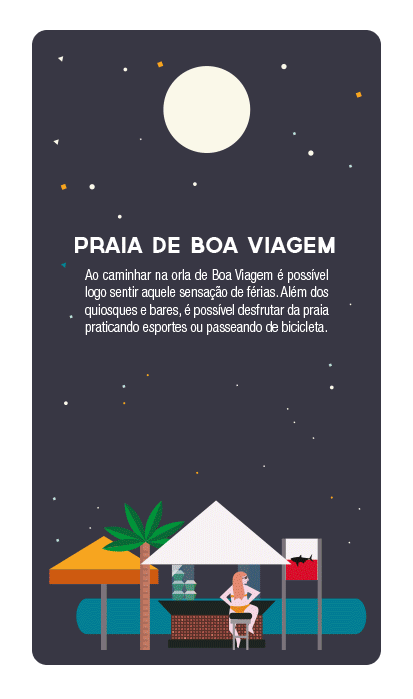 PRAIA DE BOA VIAGEM
Ao caminhar na orla de Boa Viagem é possível
logo sentir aquele sensação de férias. Além dos
quiosques e bares, é possível desfrutar da praia
praticando esportes ou passeando de bicicleta.